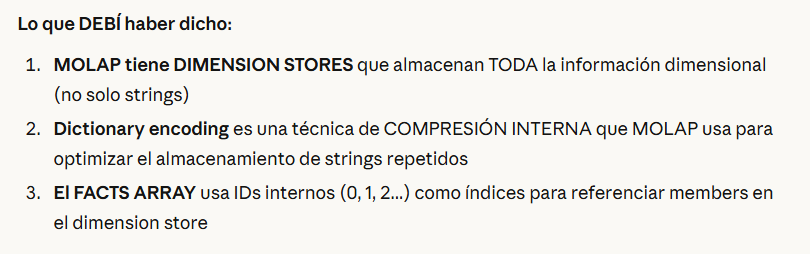 Lo que DEBÍ haber dicho:
1. MOLAP tiene DIMENSION STORES que almacenan TODA la información dimensional
(no solo strings)
2. Dictionary encoding es una técnica de COMPRESIÓN INTERNA que MOLAP usa para
optimizar el almacenamiento de strings repetidos
3. El FACTS ARRAY usa IDs internos (0, 1, 2...) como índices para referenciar members en
el dimension store